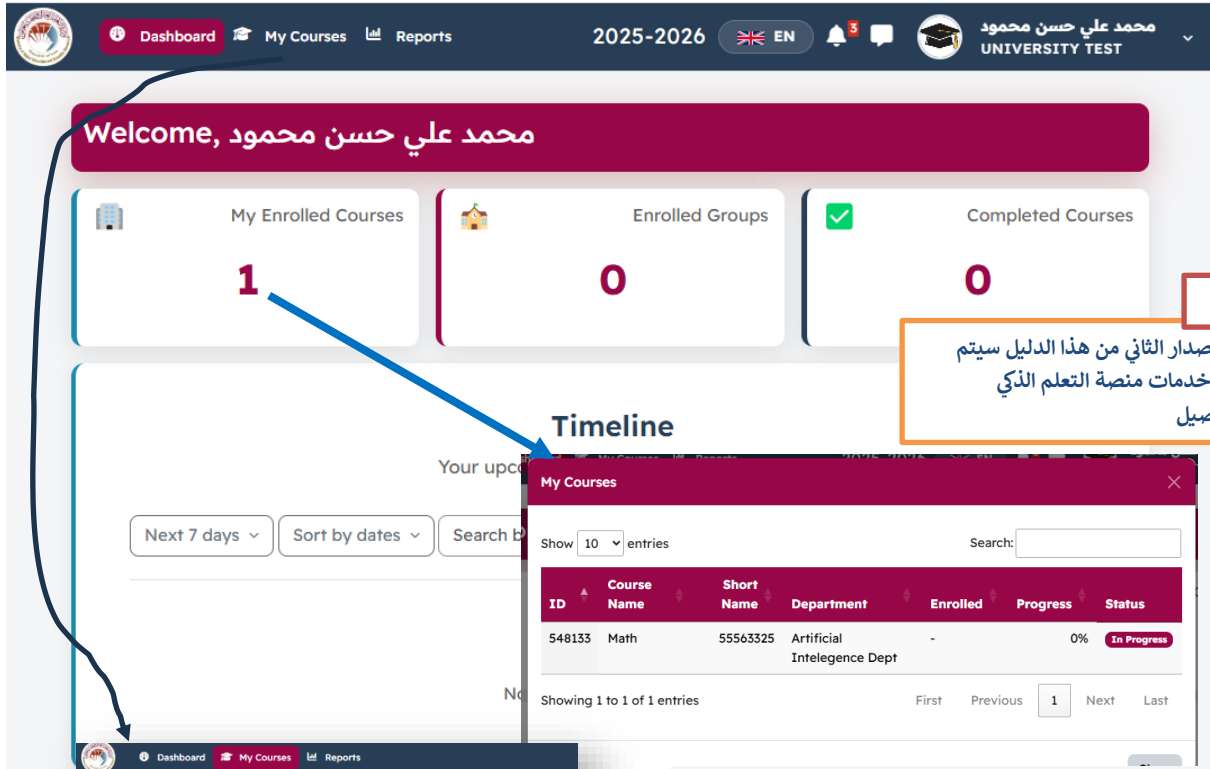 Dashboard My Courses Reports 2025-2026 EN 3 محمد علي حسن محمود
UNIVERSITY TEST
Welcome, محمد علي حسن محمود
My Enrolled Courses
1
Enrolled Groups
0
Completed Courses
0
صدار الثاني من هذا الدليل سيتم
خدمات منصة التعلم الذكي
صيل
Timeline
Your upco
Next 7 days Sort by dates Search b
My Courses
Show 10 entries Search:
ID Course Name Short Name Department Enrolled Progress Status
548133 Math 55563325 Artificial Intelegence Dept - 0% In Progress
Showing 1 to 1 of 1 entries First Previous 1 Next Last
No
Dashboard My Courses Reports